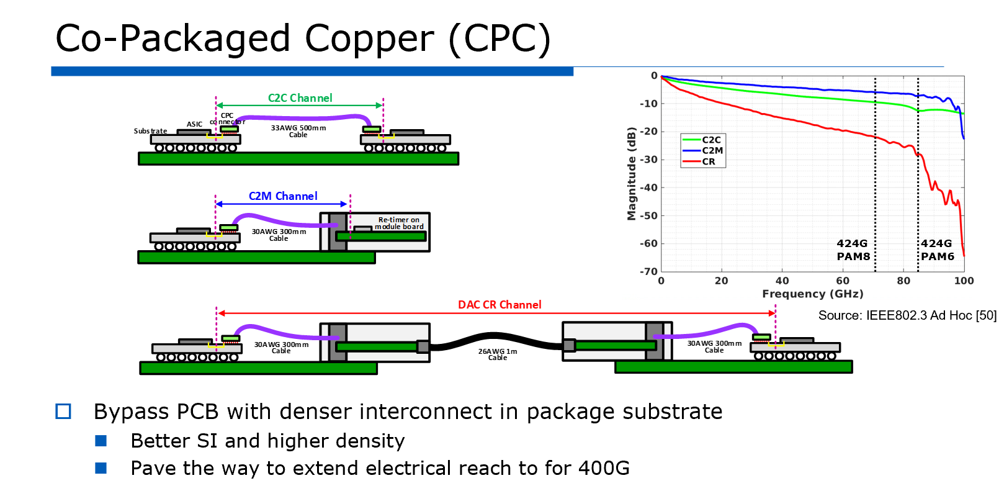 Co-Packaged Copper (CPC)
C2C Channel
CPC
connector
ASIC
Substrate
33AWG 500mm
Cable
C2M Channel
Re-timer on
module board
30AWG 300mm
Cable
0
-10
-20
-30
-40
-50
-60
-70
Magnitude (dB)
C2C
C2M
CR
424G
PAM8
424G
PAM6
0 20 40 60 80 100
Frequency (GHz)
Source: IEEE802.3 Ad Hoc [50]
DAC CR Channel
30AWG 300mm
Cable
26AWG 1m
Cable
30AWG 300mm
Cable
Bypass PCB with denser interconnect in package substrate
Better SI and higher density
Pave the way to extend electrical reach to for 400G